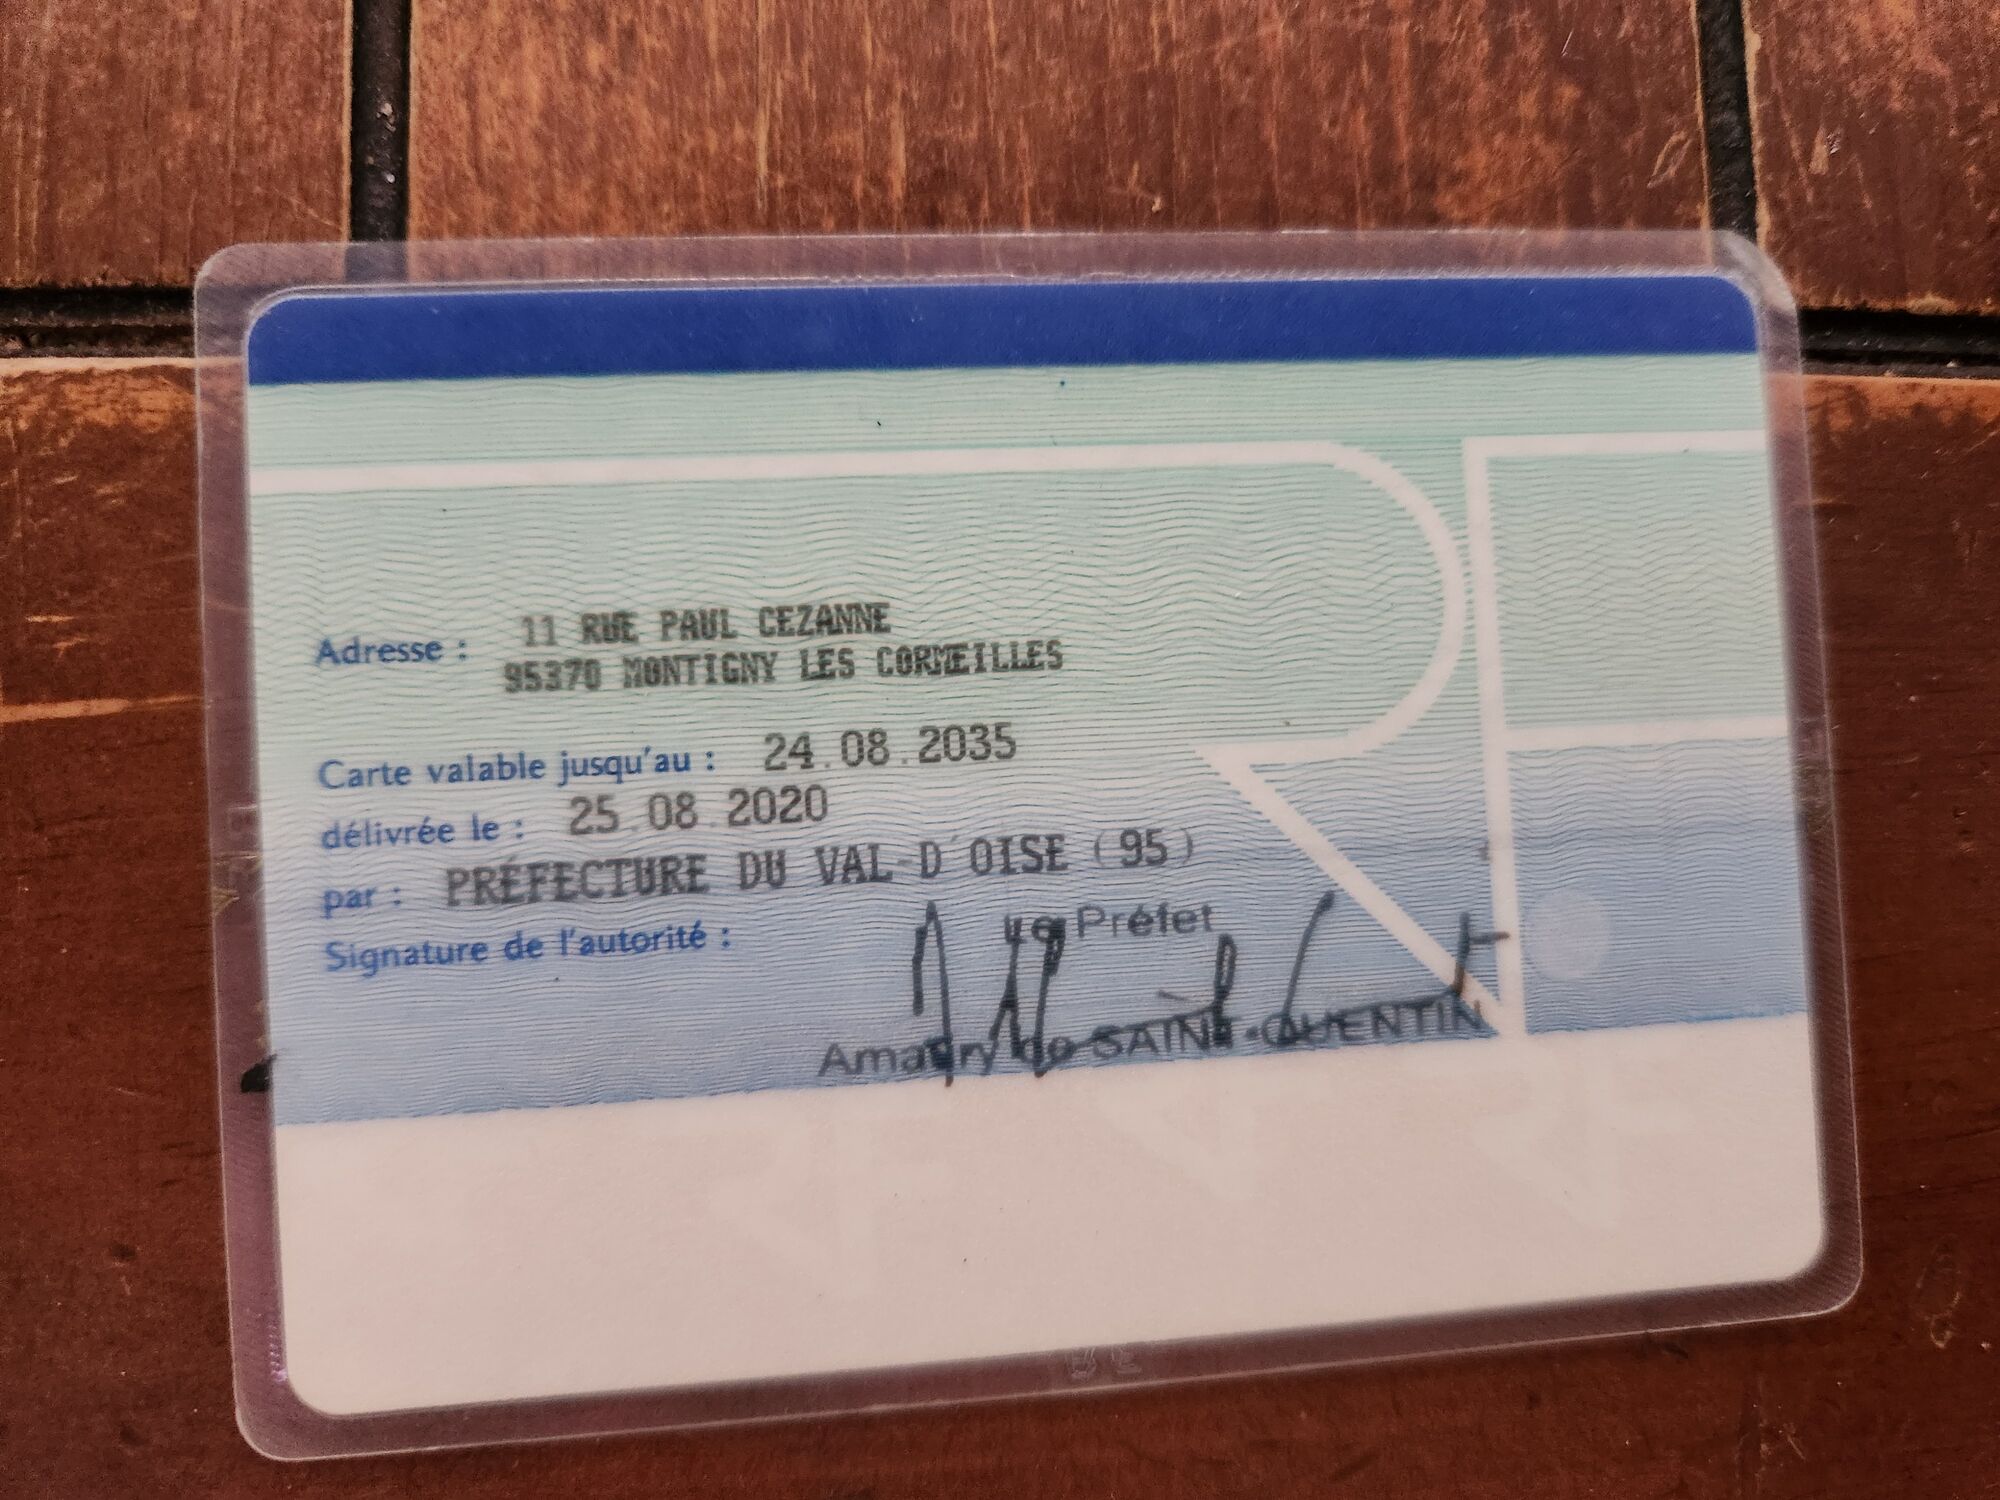 Adresse : 11 RUE PAUL CEZANNE
95370 MONTIGNY LES CORMEILLES
Carte valable jusqu'au : 24.08.2035
délivrée le : 25.08.2020
par : PRÉFECTURE DU VAL-D'OISE (95)
Signature de l'autorité :
Le Préfet
Amaury de SAINT-QUENTIN
RF